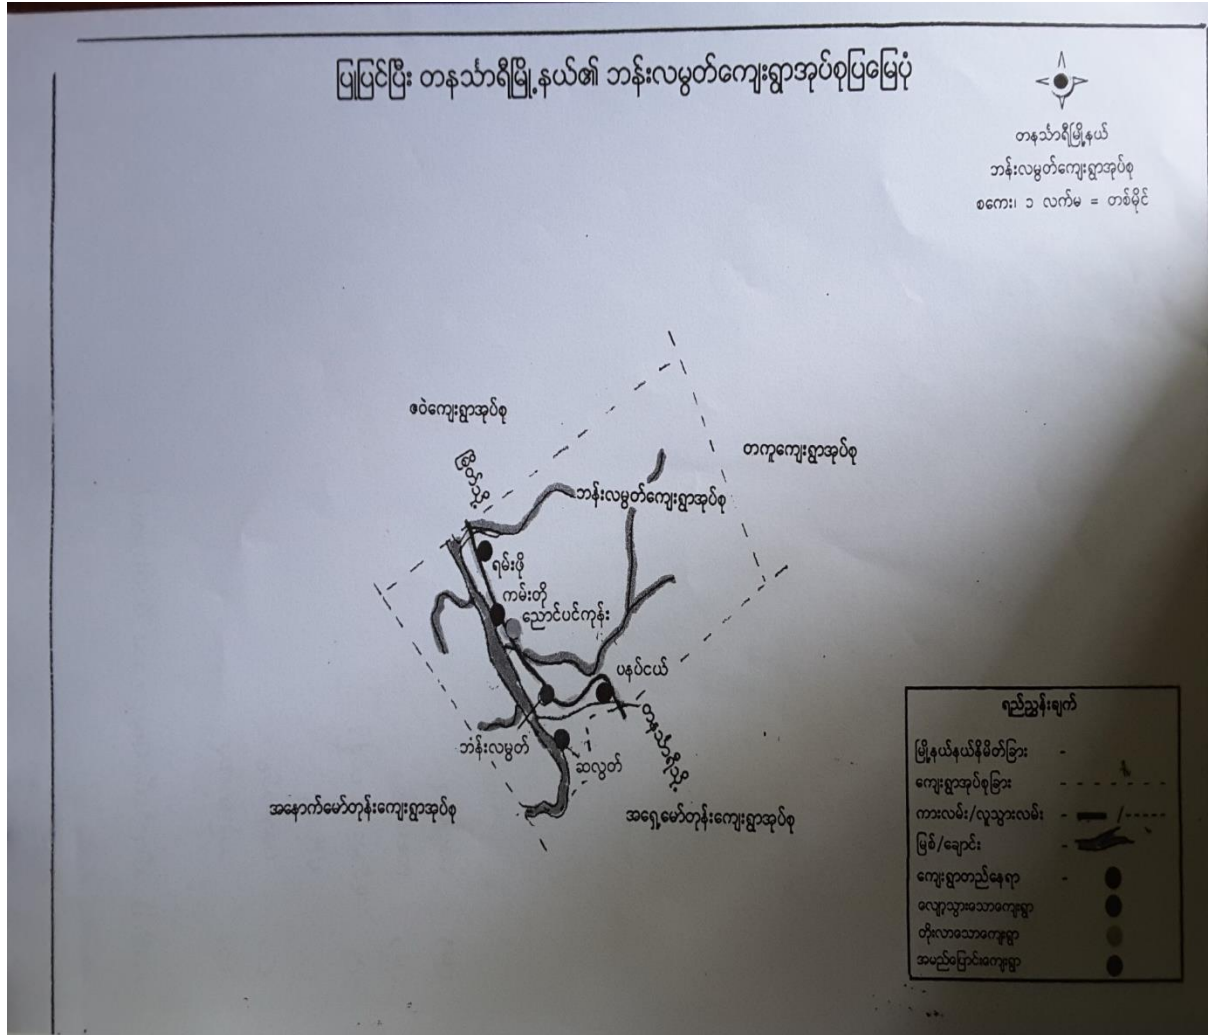 ပြုပြင်ပြီး တနင်္သာရီမြို့နယ်၏ ဘန်းလမွတ်ကျေးရွာအုပ်စုပြမြေပုံ
တနင်္သာရီမြို့နယ်
ဘန်းလမွတ်ကျေးရွာအုပ်စု
စကေး၊ ၁ လက်မ = တစ်မိုင်
ဇဝဲကျေးရွာအုပ်စု
တကူကျေးရွာအုပ်စု
ဘန်းလမွတ်ကျေးရွာအုပ်စု
ရမ်းဖို
ကမ်းတို
ညောင်ပင်ကုန်း
ပနပ်ငယ်
တနင်္သာရီပို့
ဘန်းလမွတ်
ဆလွတ်
အနောက်မော်တုန်းကျေးရွာအုပ်စု
အရှေ့မော်တုန်းကျေးရွာအုပ်စု
ရည်ညွှန်းချက်
မြို့နယ်နယ်နိမိတ်ခြား -
ကျေးရွာအုပ်စုခြား -
ကားလမ်း/လူသွားလမ်း - /
မြစ်/ချောင်း -
ကျေးရွာတည်နေရာ -
လျော့သွားသောကျေးရွာ
တိုးလာသောကျေးရွာ
အမည်ပြောင်းကျေးရွာ